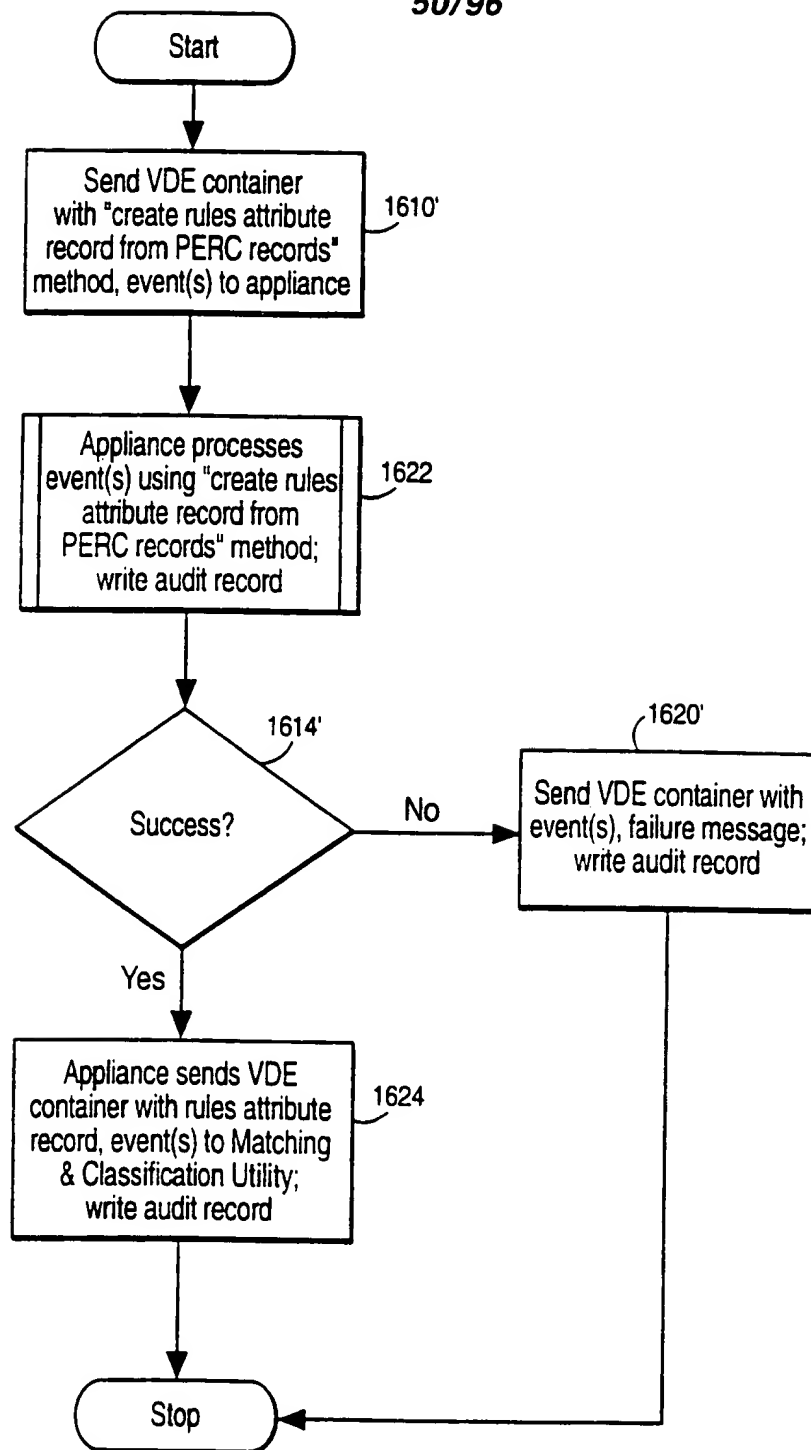 50/96
Start
Send VDE container
with "create rules attribute
record from PERC records"
method, event(s) to appliance
1610'
Appliance processes
event(s) using "create rules
attribute record from
PERC records" method;
write audit record
1622
Success?
1614'
No
1620'
Send VDE container with
event(s), failure message;
write audit record
Yes
Appliance sends VDE
container with rules attribute
record, event(s) to Matching
& Classification Utility;
write audit record
1624
Stop